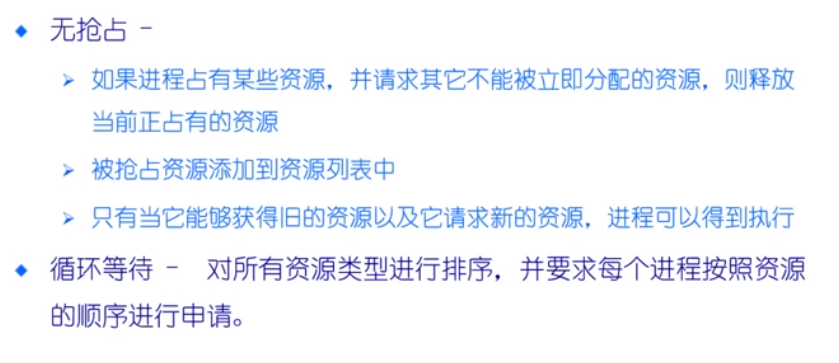 无抢占 -
如果进程占有某些资源，并请求其它不能被立即分配的资源，则释放
当前正占有的资源
被抢占资源添加到资源列表中
只有当它能够获得旧的资源以及它请求新的资源，进程可以得到执行
循环等待 - 对所有资源类型进行排序，并要求每个进程按照资源
的顺序进行申请。